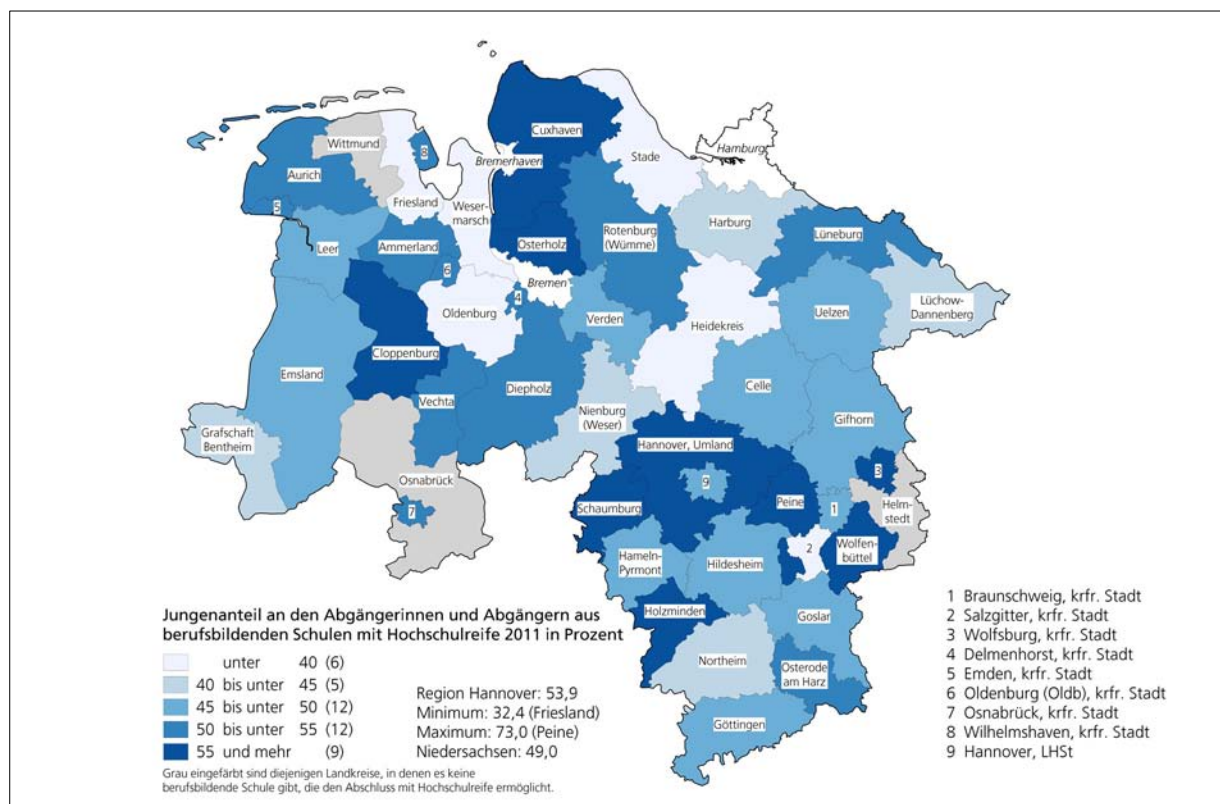 Cuxhaven
Wittmund
Bremerhaven
Hamburg
Stade
8
Aurich
Friesland
Weser-
marsch
5
Harburg
Leer
Ammerland
Osterholz
Rotenburg
(Wümme)
Lüneburg
6
Bremen
4
Oldenburg
Verden
Heidekreis
Uelzen
Lüchow-
Dannenberg
Cloppenburg
Emsland
Diepholz
Celle
Vechta
Nienburg
(Weser)
Gifhorn
Grafschaft
Bentheim
Hannover, Umland
3
Osnabrück
9
Peine
Schaumburg
1
Helm-
stedt
7
2
Wolfen-
büttel
Hameln-
Pyrmont
Hildesheim
Holzminden
Goslar
Northeim
Osterode
am Harz
Göttingen
Jungenanteil an den Abgängerinnen und Abgängern aus
berufsbildenden Schulen mit Hochschulreife 2011 in Prozent
unter 40 (6)
40 bis unter 45 (5)
45 bis unter 50 (12)
50 bis unter 55 (12)
55 und mehr (9)
Region Hannover: 53,9
Minimum: 32,4 (Friesland)
Maximum: 73,0 (Peine)
Niedersachsen: 49,0
Grau eingefärbt sind diejenigen Landkreise, in denen es keine
berufsbildende Schule gibt, die den Abschluss mit Hochschulreife ermöglicht.
1 Braunschweig, krfr. Stadt
2 Salzgitter, krfr. Stadt
3 Wolfsburg, krfr. Stadt
4 Delmenhorst, krfr. Stadt
5 Emden, krfr. Stadt
6 Oldenburg (Oldb), krfr. Stadt
7 Osnabrück, krfr. Stadt
8 Wilhelmshaven, krfr. Stadt
9 Hannover, LHSt